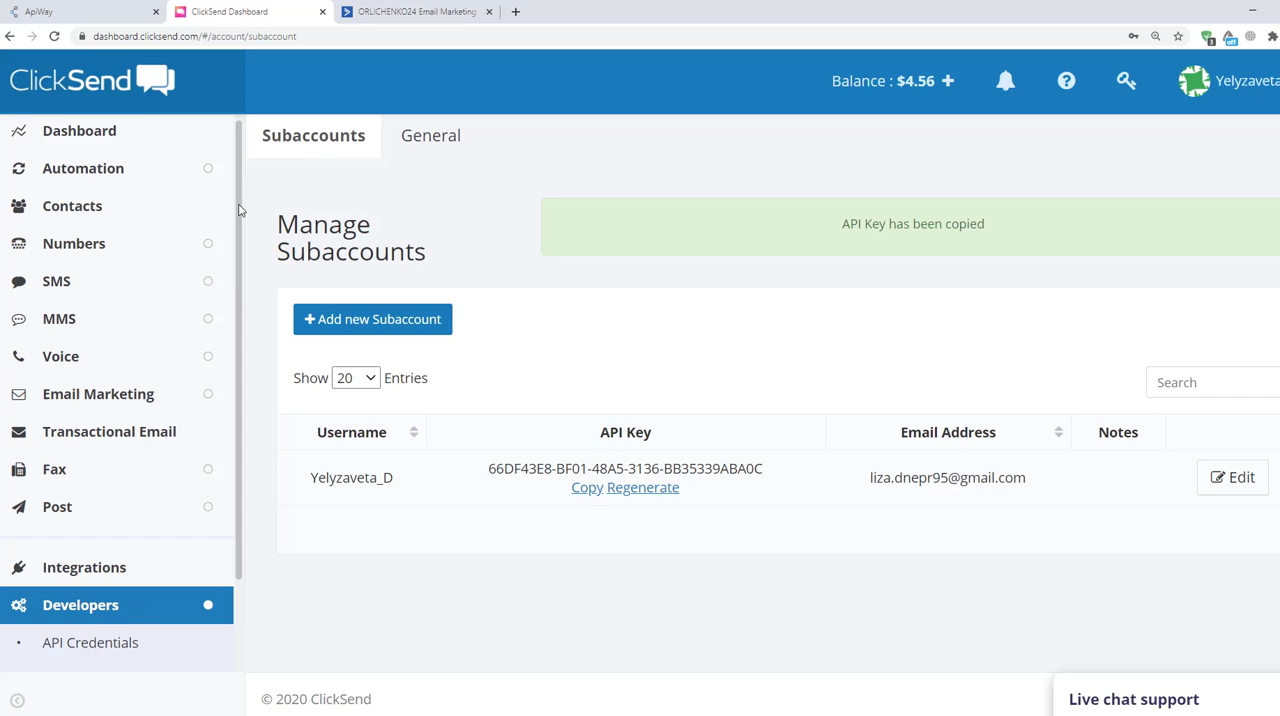 ApiWay
ClickSend Dashboard
ORLICHENKO24 Email Marketing
dashboard.clicksend.com/#/account/subaccount
3
off
ClickSend
Balance : $4.56
Yelyzaveta
Dashboard
Automation
Contacts
Numbers
SMS
MMS
Voice
Email Marketing
Transactional Email
Fax
Post
Integrations
Developers
API Credentials
Subaccounts
General
Manage
Subaccounts
API Key has been copied
Add new Subaccount
Show 20 Entries
Search
Username
API Key
Email Address
Notes
Yelyzaveta_D
66DF43E8-BF01-48A5-3136-BB35339ABA0C
Copy Regenerate
liza.dnepr95@gmail.com
Edit
© 2020 ClickSend
Live chat support